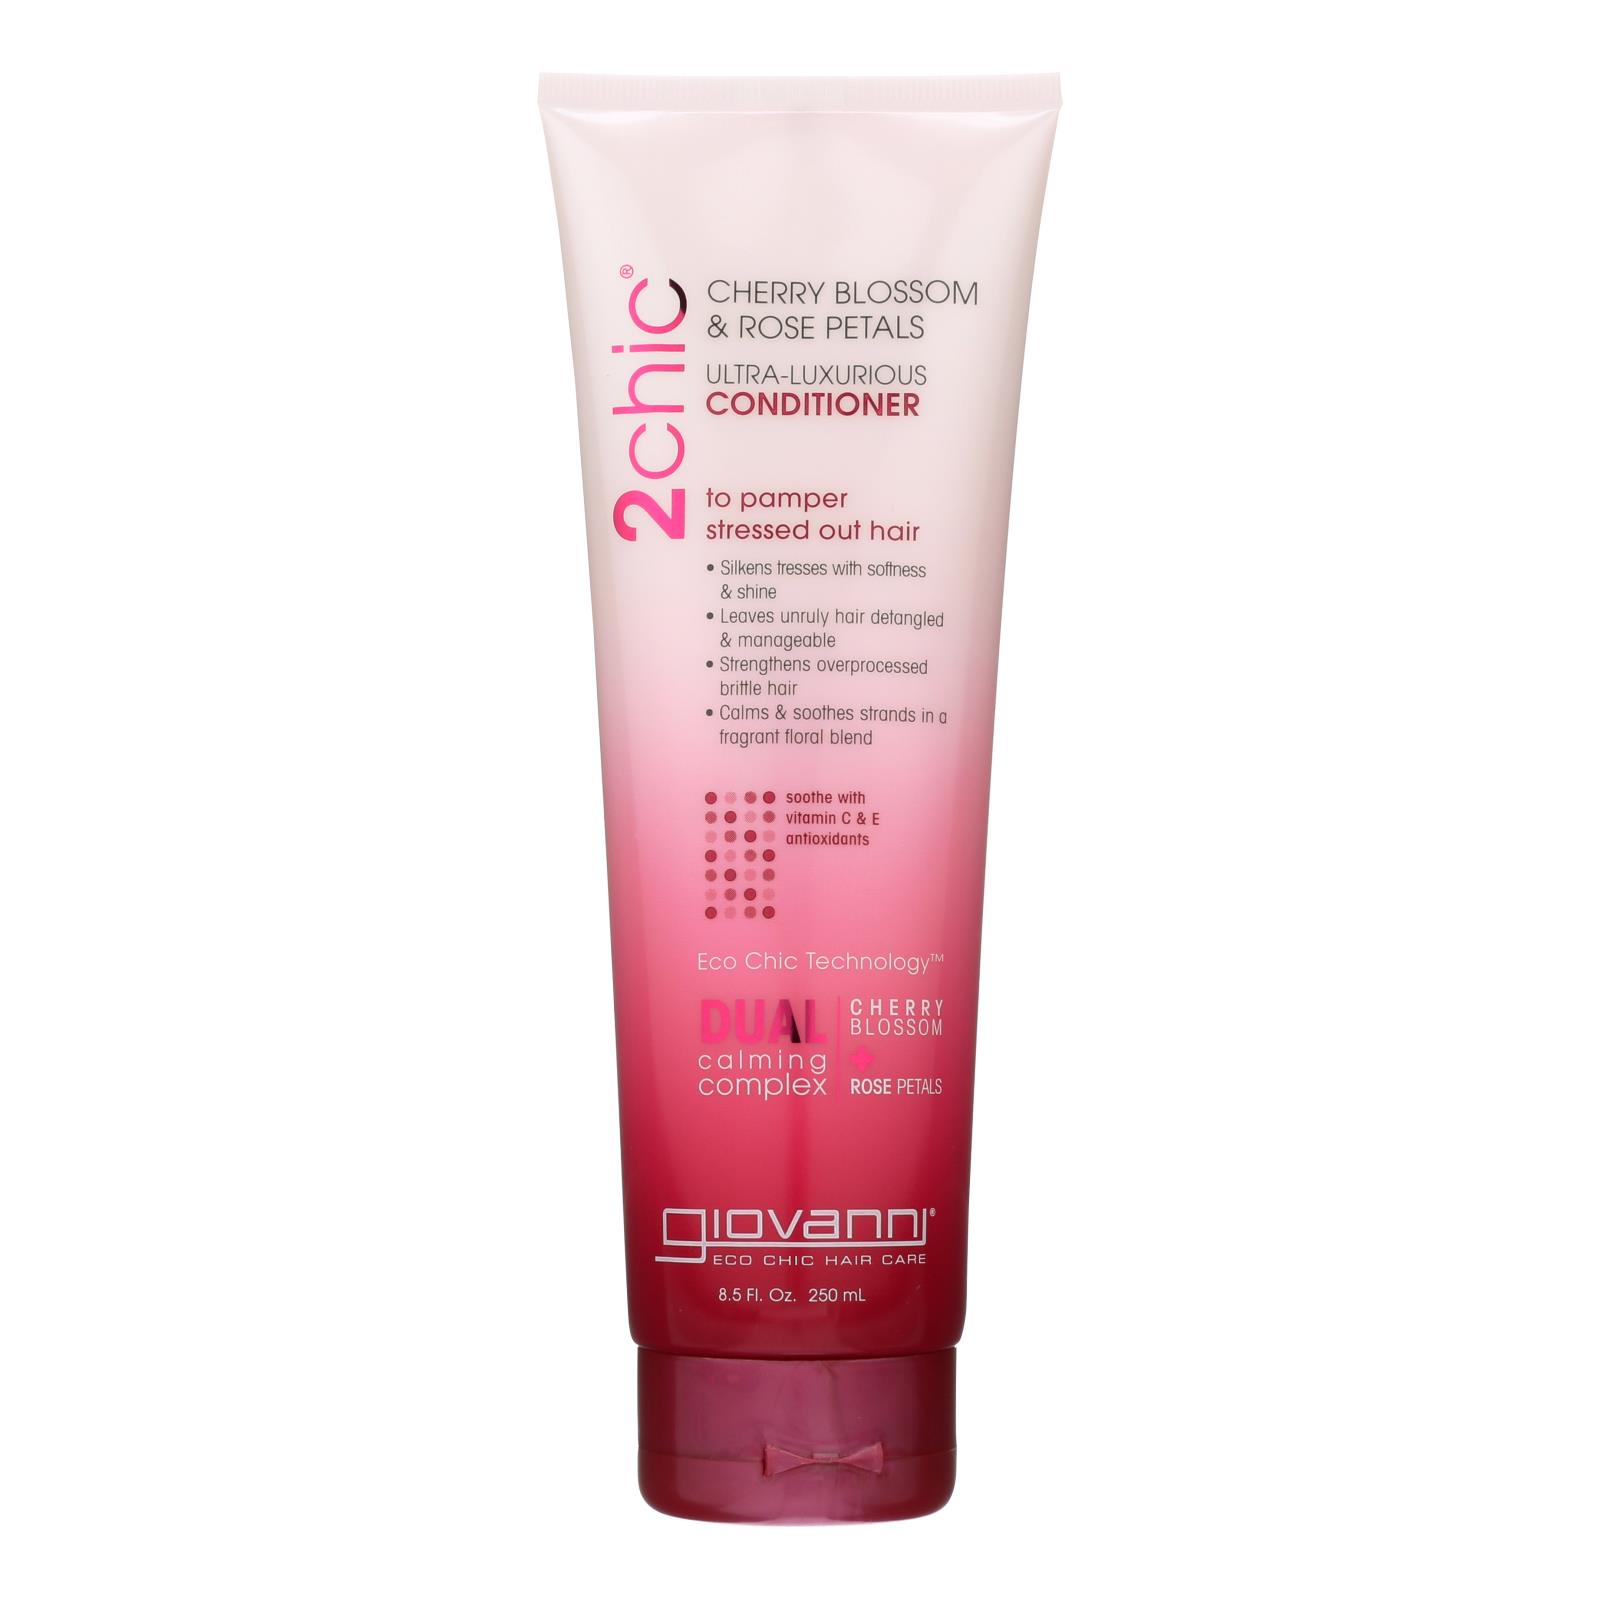 2chic®
CHERRY BLOSSOM
& ROSE PETALS
ULTRA-LUXURIOUS
CONDITIONER
to pamper
stressed out hair
• Silkens tresses with softness
& shine
• Leaves unruly hair detangled
& manageable
• Strengthens overprocessed
brittle hair
• Calms & soothes strands in a
fragrant floral blend
soothe with
vitamin C & E
antioxidants
Eco Chic Technology™
DUAL
calming
complex
CHERRY
BLOSSOM
+
ROSE PETALS
giovanni®
ECO CHIC HAIR CARE
8.5 Fl. Oz. 250 mL